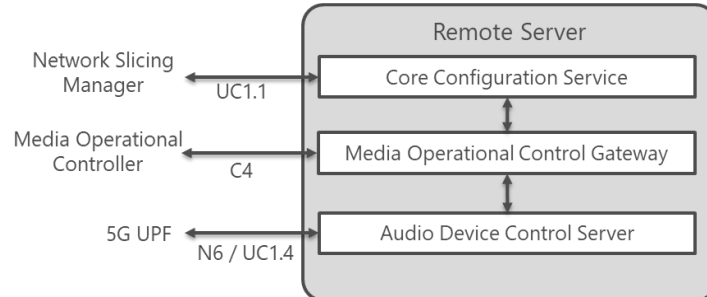 Remote Server
Network Slicing
Manager
UC1.1
Core Configuration Service
Media Operational
Controller
C4
Media Operational Control Gateway
5G UPF
N6 / UC1.4
Audio Device Control Server